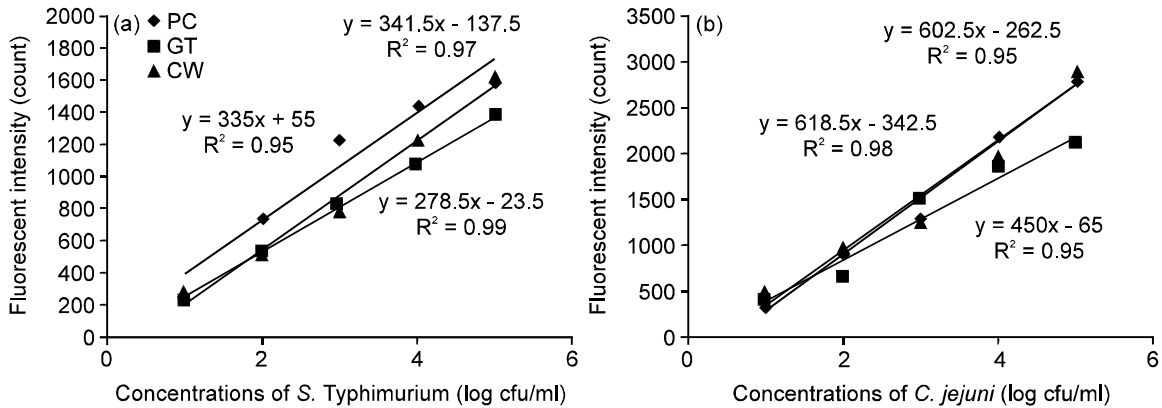 (a)
PC
GT
CW
y = 341.5x - 137.5
R² = 0.97
y = 335x + 55
R² = 0.95
y = 278.5x - 23.5
R² = 0.99
Fluorescent intensity (count)
2000
1800
1600
1400
1200
1000
800
600
400
200
0
0 2 4 6
Concentrations of S. Typhimurium (log cfu/ml)
(b)
y = 602.5x - 262.5
R² = 0.95
y = 618.5x - 342.5
R² = 0.98
y = 450x - 65
R² = 0.95
Fluorescent intensity (count)
3500
3000
2500
2000
1500
1000
500
0
0 2 4 6
Concentrations of C. jejuni (log cfu/ml)